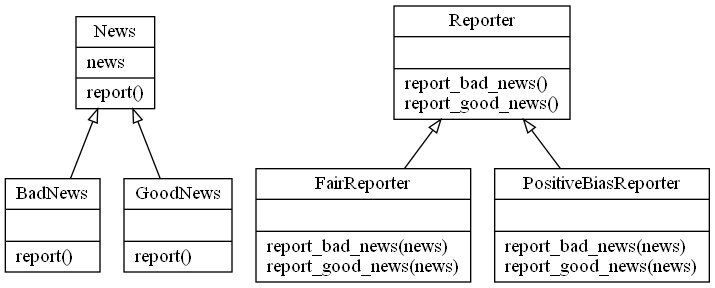 News
news
report()
Reporter
report_bad_news()
report_good_news()
BadNews
report()
GoodNews
report()
FairReporter
report_bad_news(news)
report_good_news(news)
PositiveBiasReporter
report_bad_news(news)
report_good_news(news)